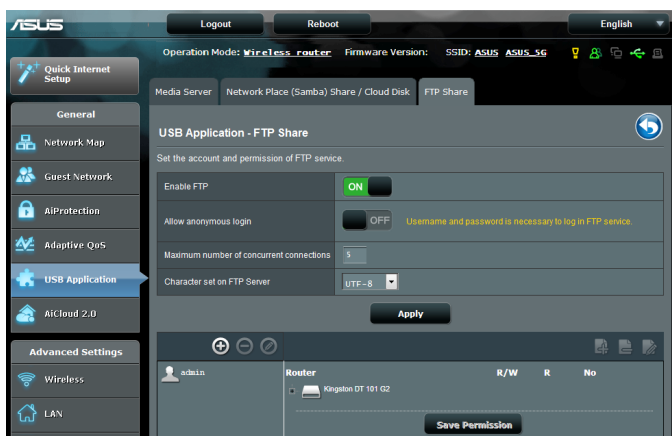 ASUS
Logout
Reboot
English
Operation Mode: Wireless router Firmware Version: SSID: ASUS ASUS_5G
Quick Internet
Setup
General
Network Map
Guest Network
AiProtection
Adaptive QoS
USB Application
AiCloud 2.0
Advanced Settings
Wireless
LAN
Media Server
Network Place (Samba) Share / Cloud Disk
FTP Share
USB Application - FTP Share
Set the account and permission of FTP service.
Enable FTP
ON
Allow anonymous login
OFF
Username and password is necessary to log in FTP service.
Maximum number of concurrent connections
5
Character set on FTP Server
UTF-8
Apply
admin
Router
R/W
R
No
Kingston DT 101 G2
Save Permission